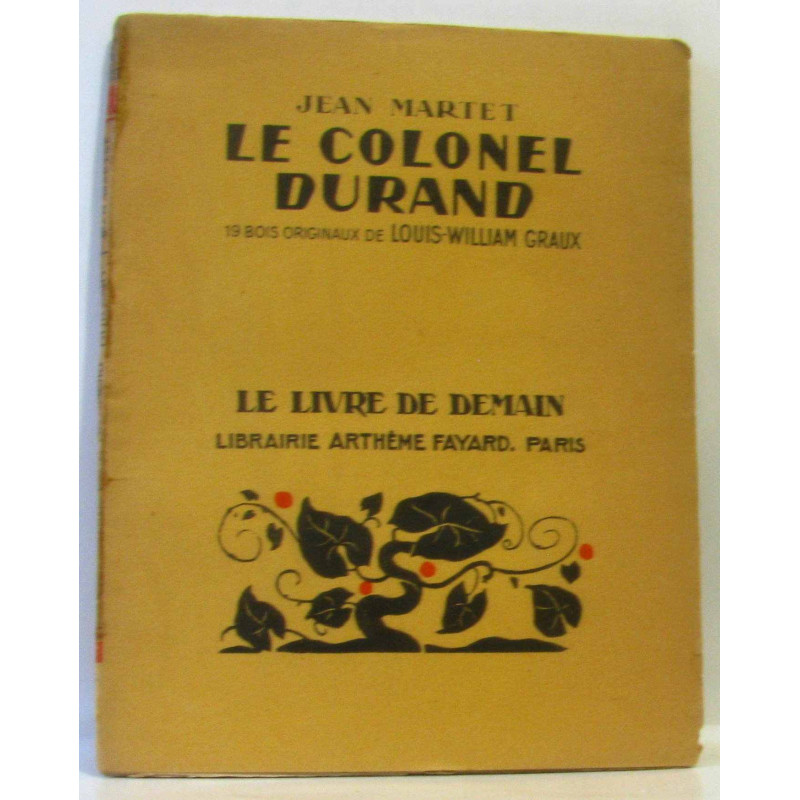 JEAN MARTET
LE COLONEL
DURAND
19 BOIS ORIGINAUX DE LOUIS-WILLIAM GRAUX
LE LIVRE DE DEMAIN
LIBRAIRIE ARTHÈME FAYARD. PARIS